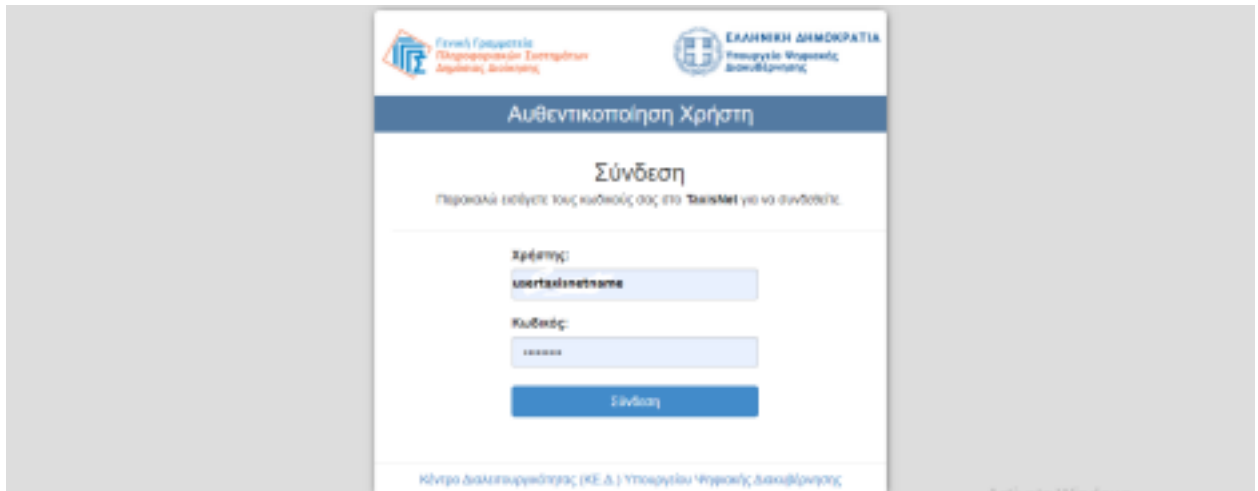 Γενική Γραμματεία
Πληροφοριακών Συστημάτων
Δημόσιας Διοίκησης
ΕΛΛΗΝΙΚΗ ΔΗΜΟΚΡΑΤΙΑ
Υπουργείο Ψηφιακής
Διακυβέρνησης
Αυθεντικοποίηση Χρήστη
Σύνδεση
Παρακαλώ εισάγετε τους κωδικούς σας στο TaxisNet για να συνδεθείτε.
Χρήστης:
usertaxisnetname
Κωδικός:
•••••••
Σύνδεση
Κέντρο Διαλειτουργικότητας (ΚΕ.Δ.) Υπουργείου Ψηφιακής Διακυβέρνησης